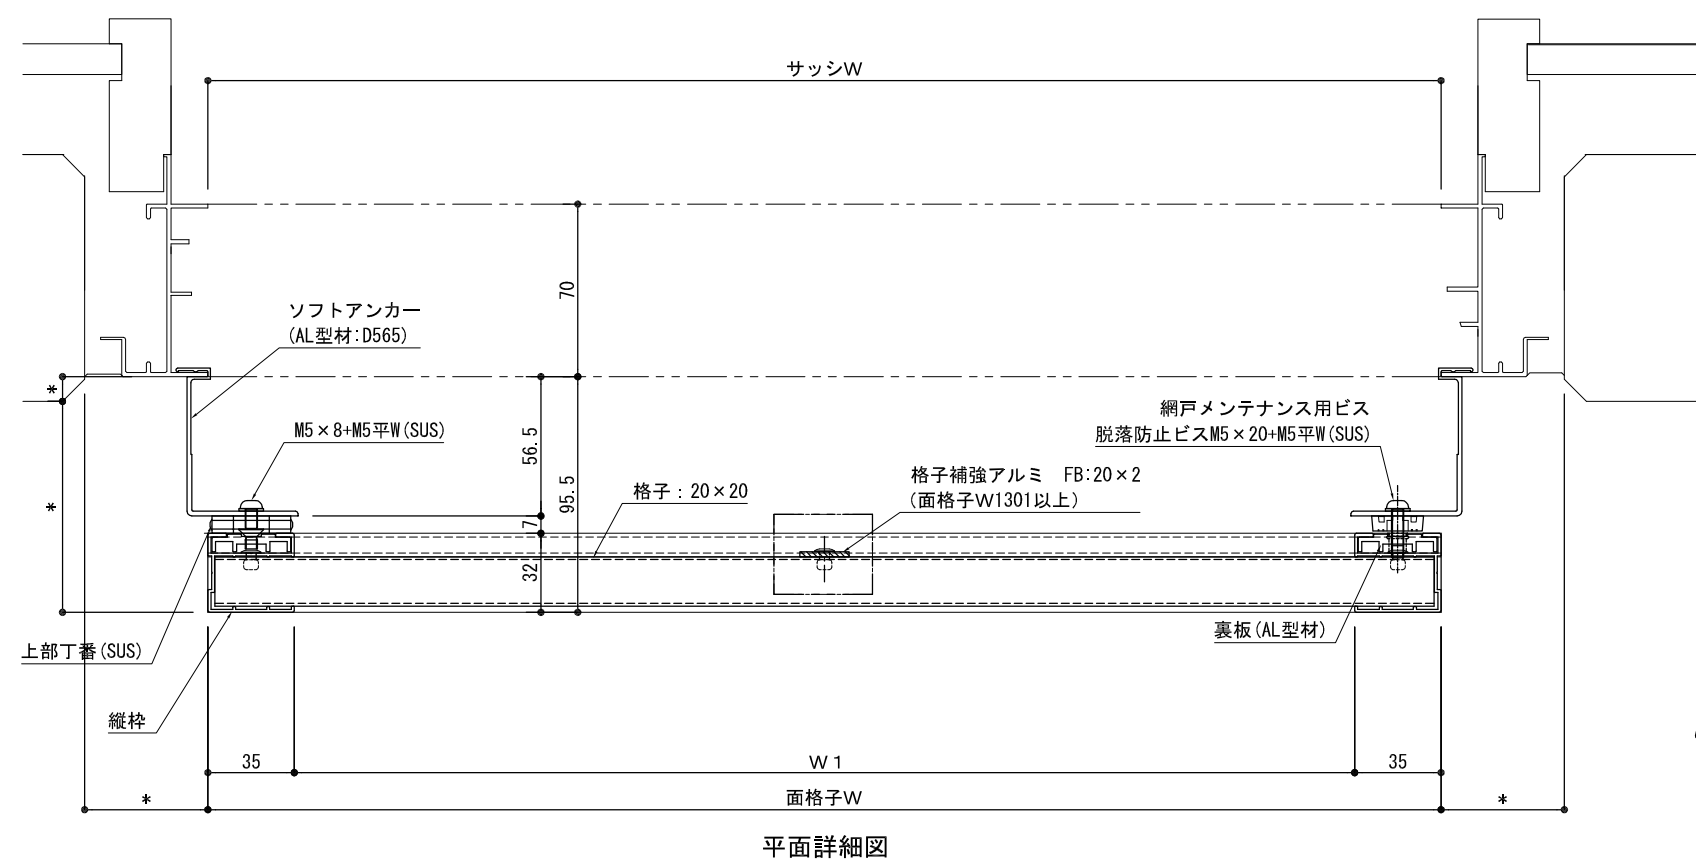 サッシW
70
ソフトアンカー
(AL型材:D565)
*
M5×8+M5平W(SUS)
56.5
95.5
網戸メンテナンス用ビス
脱落防止ビスM5×20+M5平W(SUS)
格子補強アルミ FB:20×2
(面格子W1301以上)
格子：20×20
*
7
32
上部丁番(SUS)
裏板(AL型材)
縦枠
35
W1
35
*
面格子W
*
平面詳細図